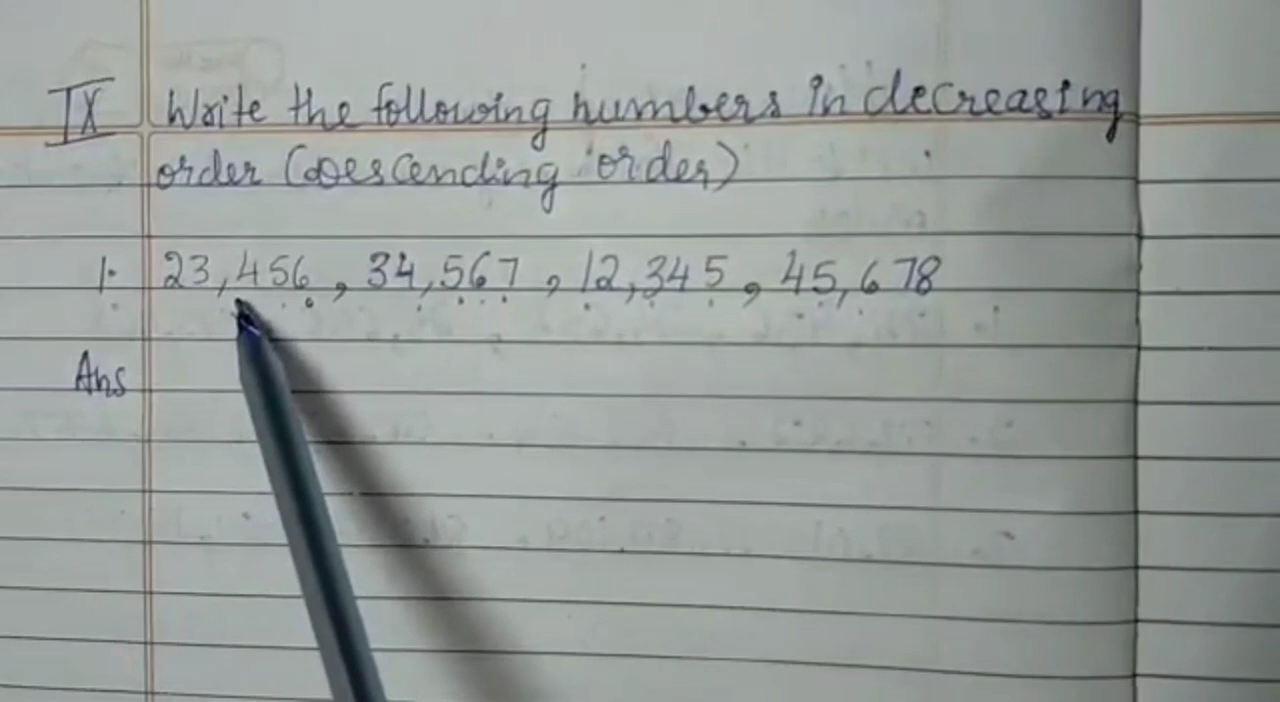 IX Write the following numbers in decreasing
order (Descending order)
1. 23,456, 34,567, 12,345, 45,678
Ans